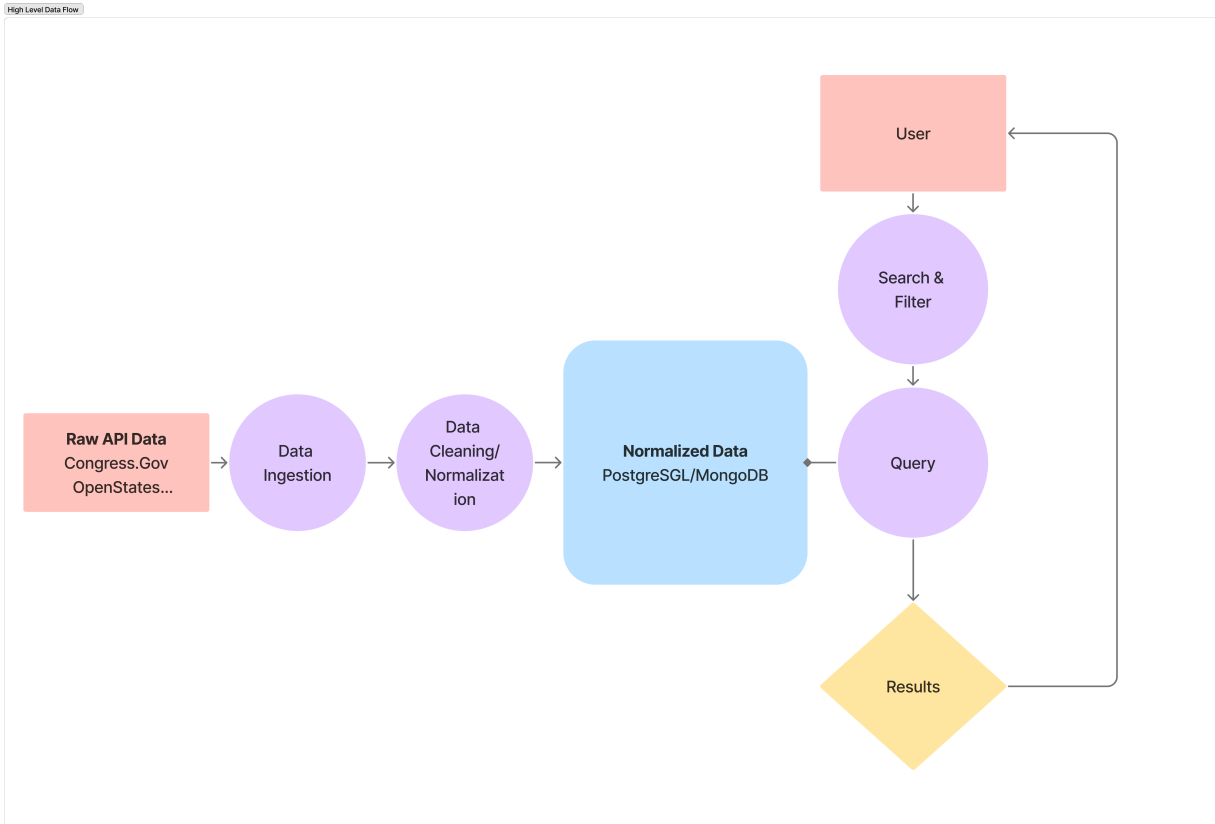 High Level Data Flow
User
Search &
Filter
Raw API Data
Congress.Gov
OpenStates...
Data
Ingestion
Data
Cleaning/
Normalizat
ion
Normalized Data
PostgreSGL/MongoDB
Query
Results